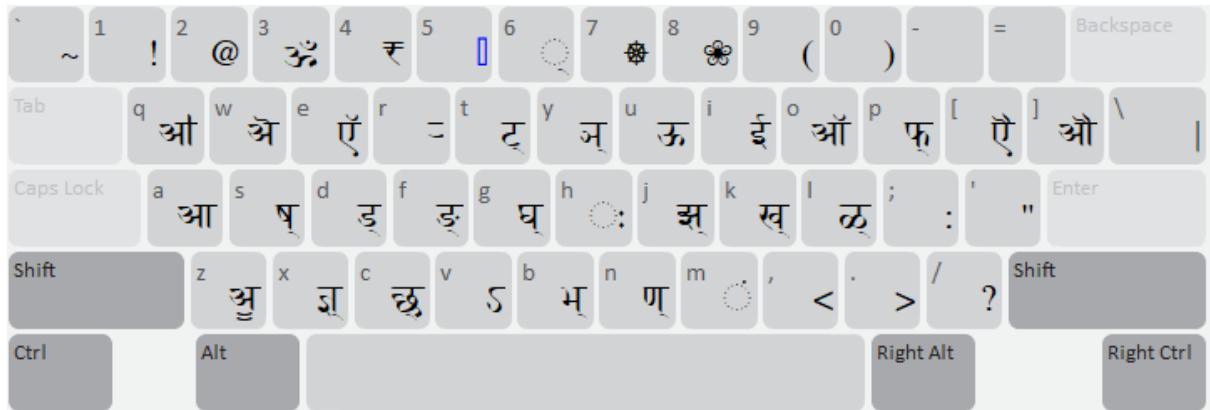 ` ~ 1 ! 2 @ 3 ॐ 4 ₹ 5 6 ् 7 ☸ 8 ❀ 9 ( 0 ) - = Backspace
Tab q w ऒ e ऍ r t ट् y ञ् u ऊ i ई o ऑ p फ् [ ऐ ] औ \ |
Caps Lock a आ s ष् d ड् f ङ् g घ् h ः j झ् k ख् l ळ् ; : ' " Enter
Shift z x c छ् v ऽ b भ् n ण् m ं , < . > / ? Shift
Ctrl Alt Right Alt Right Ctrl